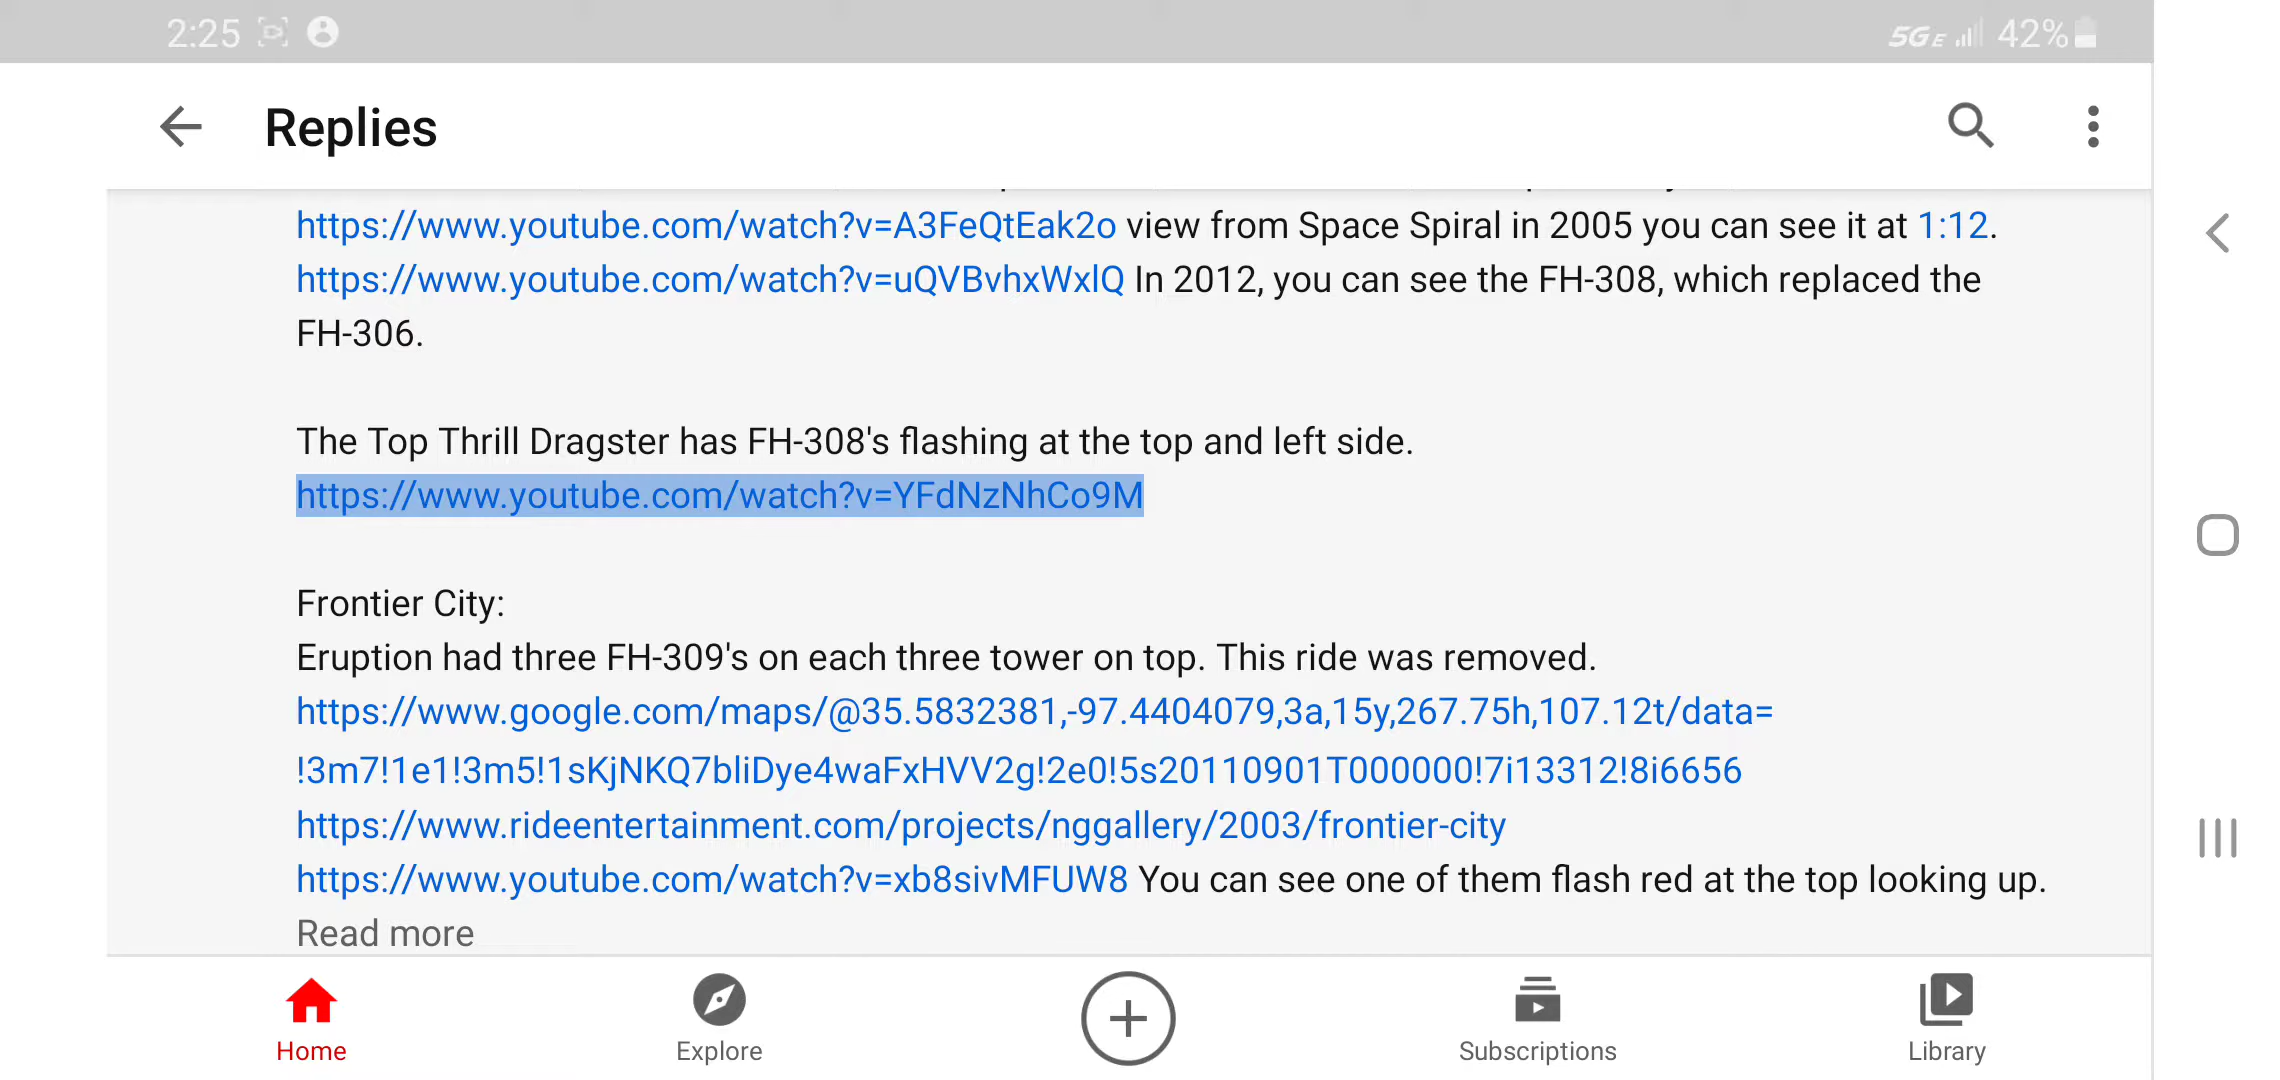 2:25
5GE 42%
Replies
https://www.youtube.com/watch?v=A3FeQtEak2o view from Space Spiral in 2005 you can see it at 1:12.
https://www.youtube.com/watch?v=uQVBvhxWxlQ In 2012, you can see the FH-308, which replaced the
FH-306.
The Top Thrill Dragster has FH-308's flashing at the top and left side.
https://www.youtube.com/watch?v=YFdNzNhCo9M
Frontier City:
Eruption had three FH-309's on each three tower on top. This ride was removed.
https://www.google.com/maps/@35.5832381,-97.4404079,3a,15y,267.75h,107.12t/data=
!3m7!1e1!3m5!1sKjNKQ7bliDye4waFxHVV2g!2e0!5s20110901T000000!7i13312!8i6656
https://www.rideentertainment.com/projects/nggallery/2003/frontier-city
https://www.youtube.com/watch?v=xb8sivMFUW8 You can see one of them flash red at the top looking up.
Read more
Home
Explore
Subscriptions
Library